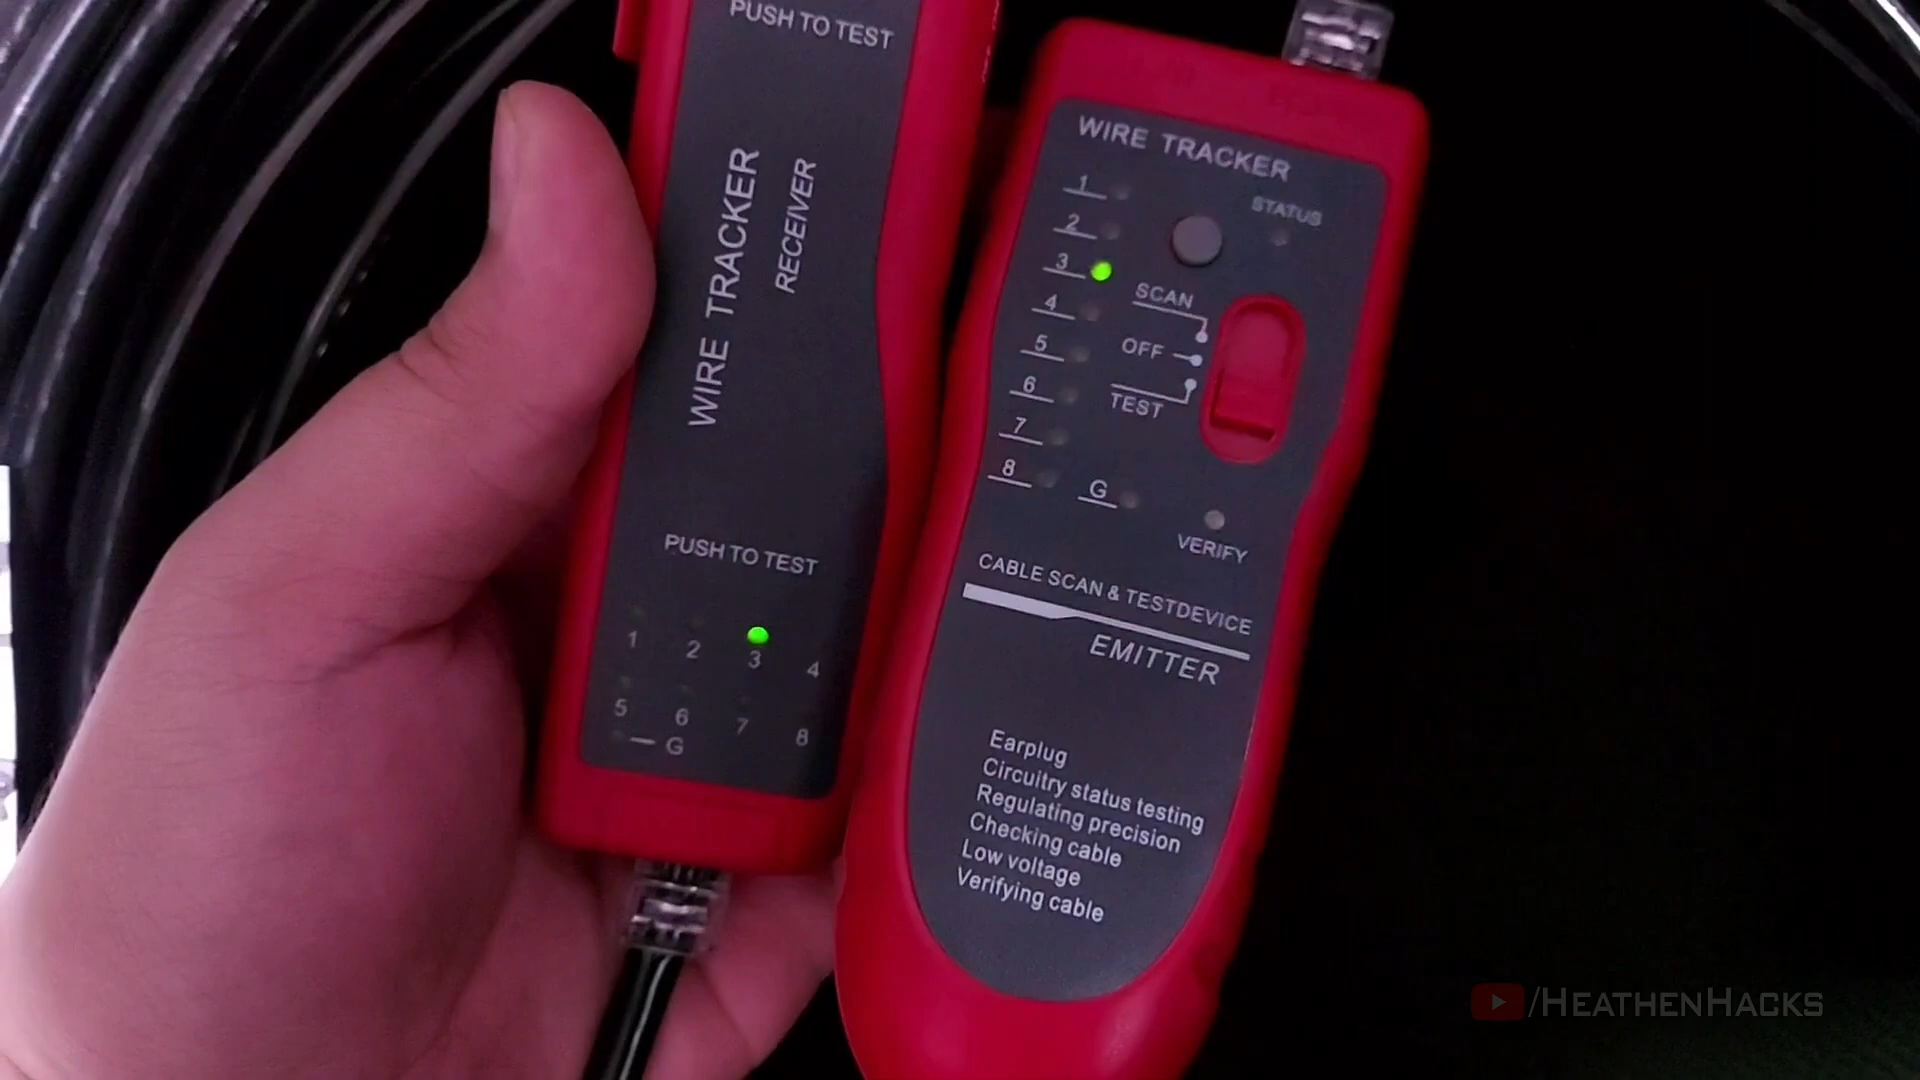 PUSH TO TEST
WIRE TRACKER
RECEIVER
PUSH TO TEST
1 2 3 4
5 6 7 8
G
WIRE TRACKER
STATUS
1
2
3
4
5
6
7
8
G
SCAN
OFF
TEST
VERIFY
CABLE SCAN & TESTDEVICE
EMITTER
Earplug
Circuitry status testing
Regulating precision
Checking cable
Low voltage
Verifying cable
/HEATHENHACKS